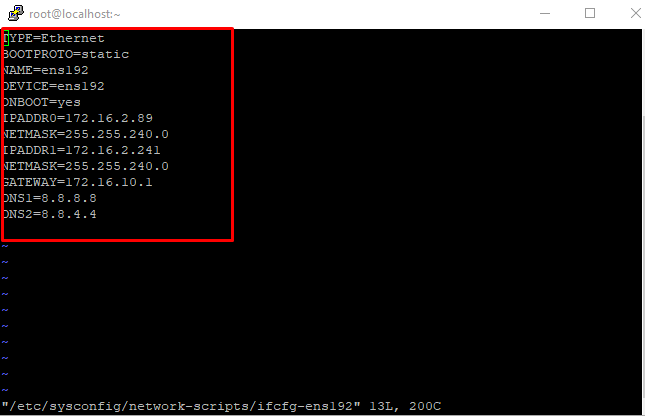 root@localhost:~
TYPE=Ethernet
BOOTPROTO=static
NAME=ens192
DEVICE=ens192
ONBOOT=yes
IPADDR0=172.16.2.89
NETMASK=255.255.240.0
IPADDR1=172.16.2.241
NETMASK=255.255.240.0
GATEWAY=172.16.10.1
DNS1=8.8.8.8
DNS2=8.8.4.4
~
~
~
~
~
~
~
~
~
~
"/etc/sysconfig/network-scripts/ifcfg-ens192" 13L, 200C